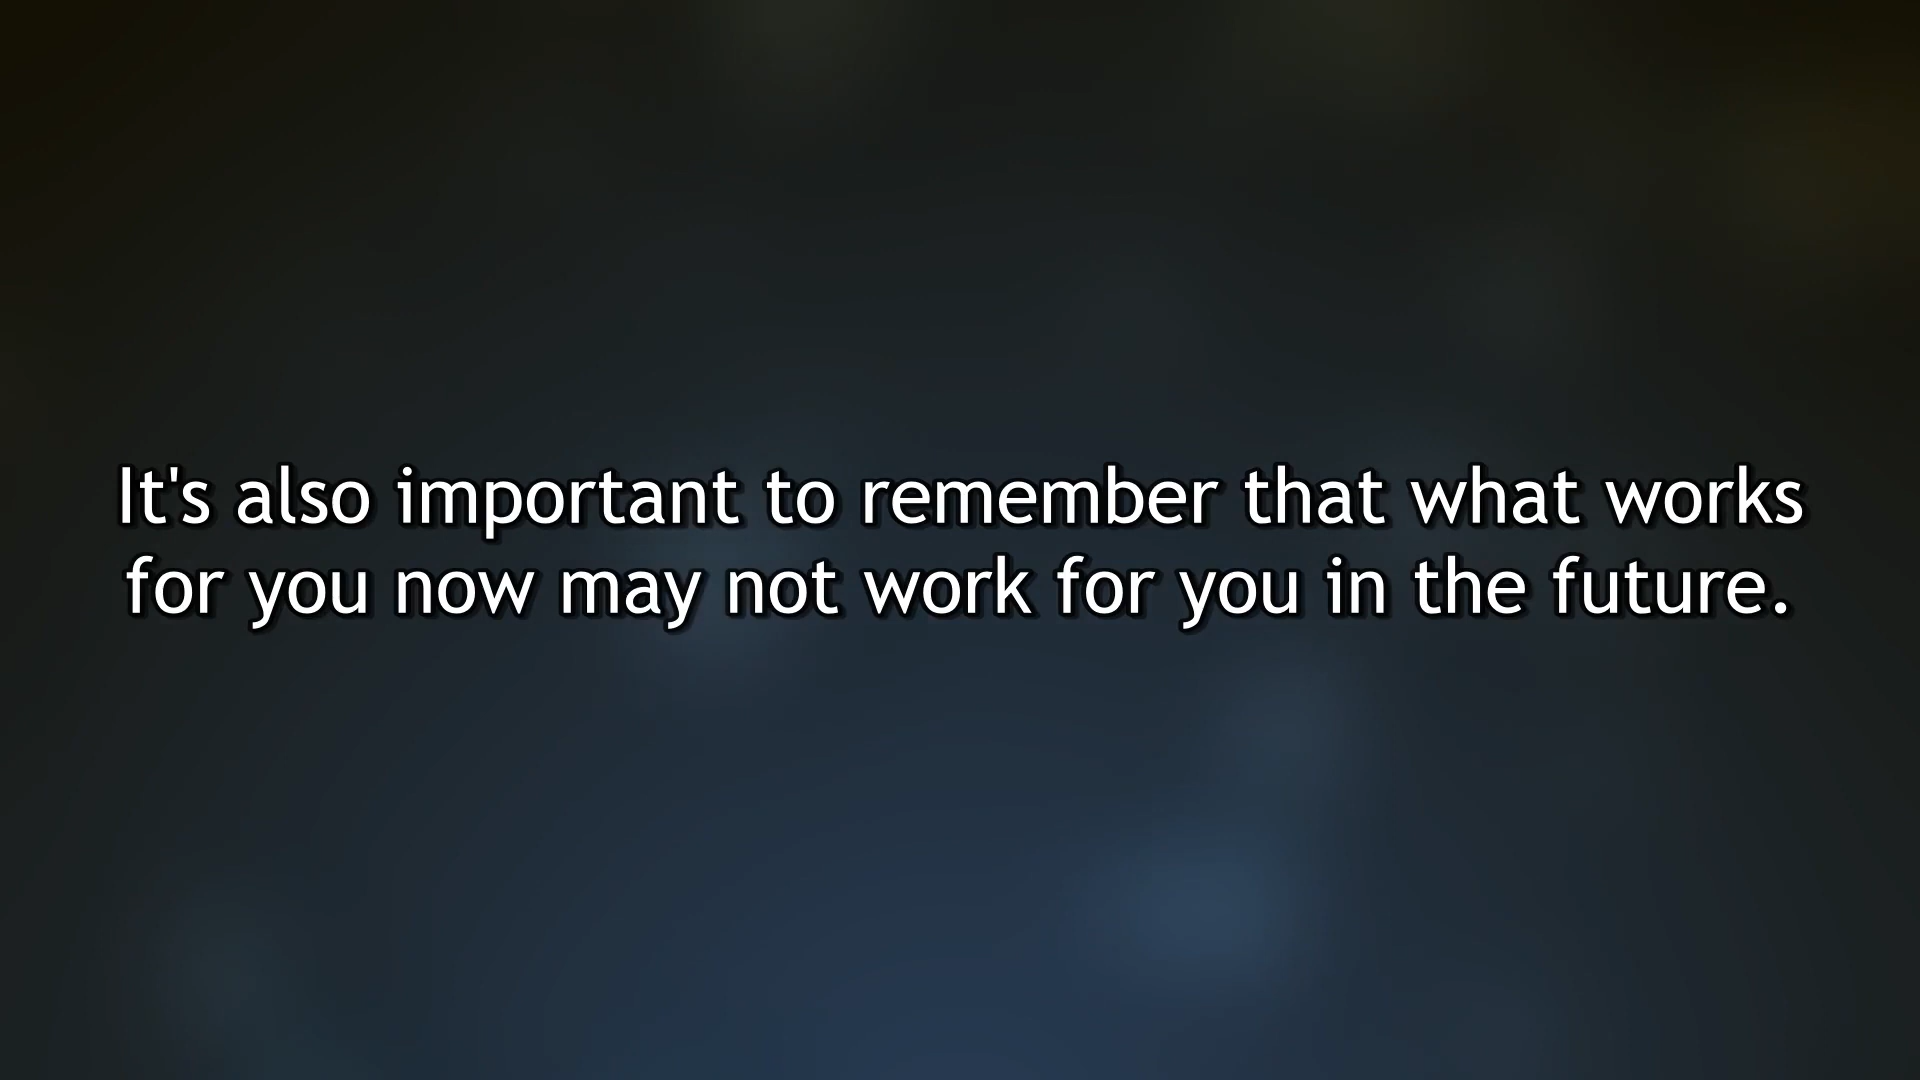 It's also important to remember that what works
for you now may not work for you in the future.